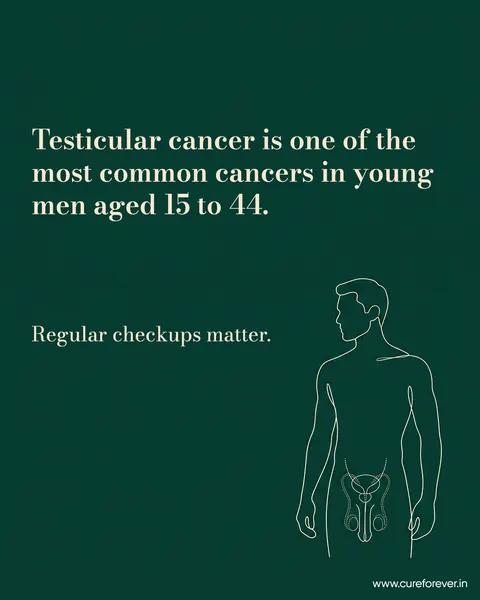 Testicular cancer is one of the
most common cancers in young
men aged 15 to 44.
Regular checkups matter.
www.cureforever.in